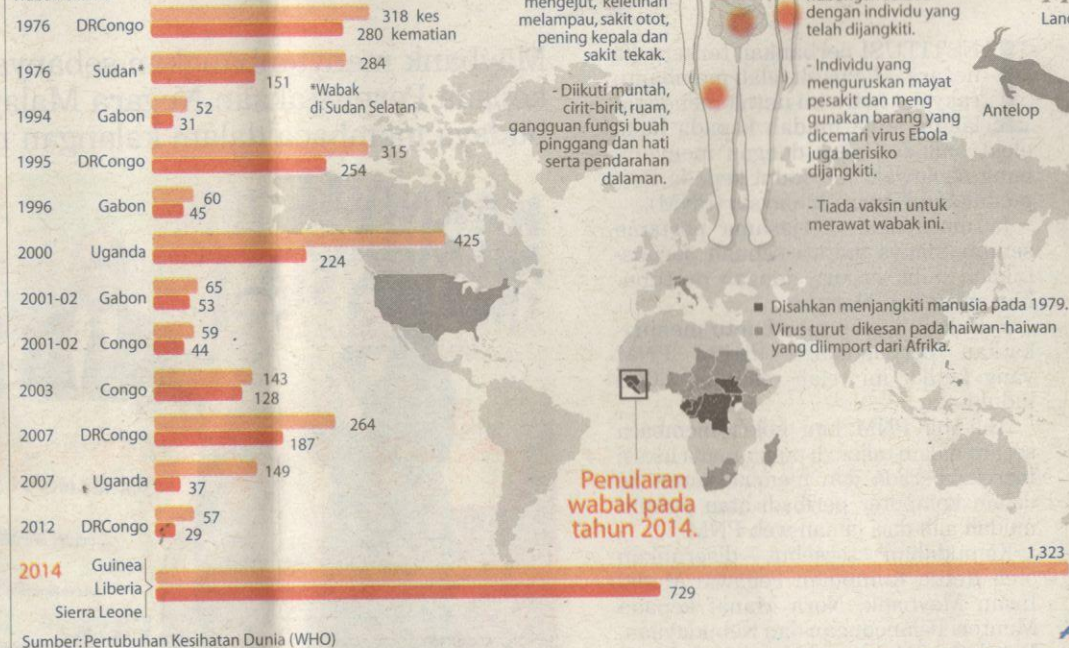 1976 DRCongo 318 kes
280 kematian
1976 Sudan* 284
151
*Wabak
di Sudan Selatan
1994 Gabon 52
31
1995 DRCongo 315
254
1996 Gabon 60
45
2000 Uganda 425
224
2001-02 Gabon 65
53
2001-02 Congo 59
44
2003 Congo 143
128
2007 DRCongo 264
187
2007 Uganda 149
37
2012 DRCongo 57
29
2014 Guinea
Liberia
Sierra Leone
1,323
729
Sumber: Pertubuhan Kesihatan Dunia (WHO)
mengejut, keletihan
melampau, sakit otot,
pening kepala dan
sakit tekak.
- Diikuti muntah,
cirit-birit, ruam,
gangguan fungsi buah
pinggang dan hati
serta pendarahan
dalaman.
dengan individu yang
telah dijangkiti.
- Individu yang
menguruskan mayat
pesakit dan meng
gunakan barang yang
dicemari virus Ebola
juga berisiko
dijangkiti.
- Tiada vaksin untuk
merawat wabak ini.
Antelop
Disahkan menjangkiti manusia pada 1979.
Virus turut dikesan pada haiwan-haiwan
yang diimport dari Afrika.
Penularan
wabak pada
tahun 2014.